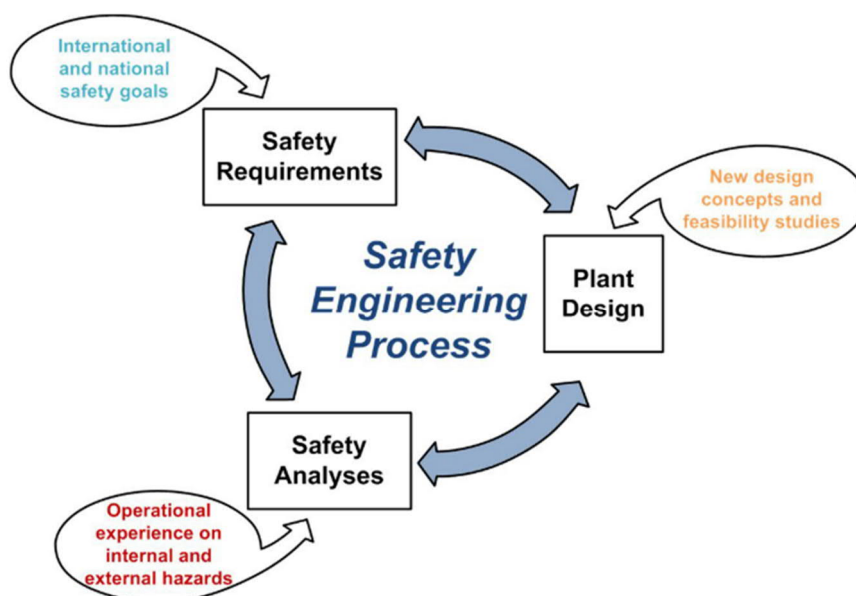 International
and national
safety goals
Safety
Requirements
New design
concepts and
feasibility studies
Safety
Engineering
Process
Plant
Design
Safety
Analyses
Operational
experience on
internal and
external hazards